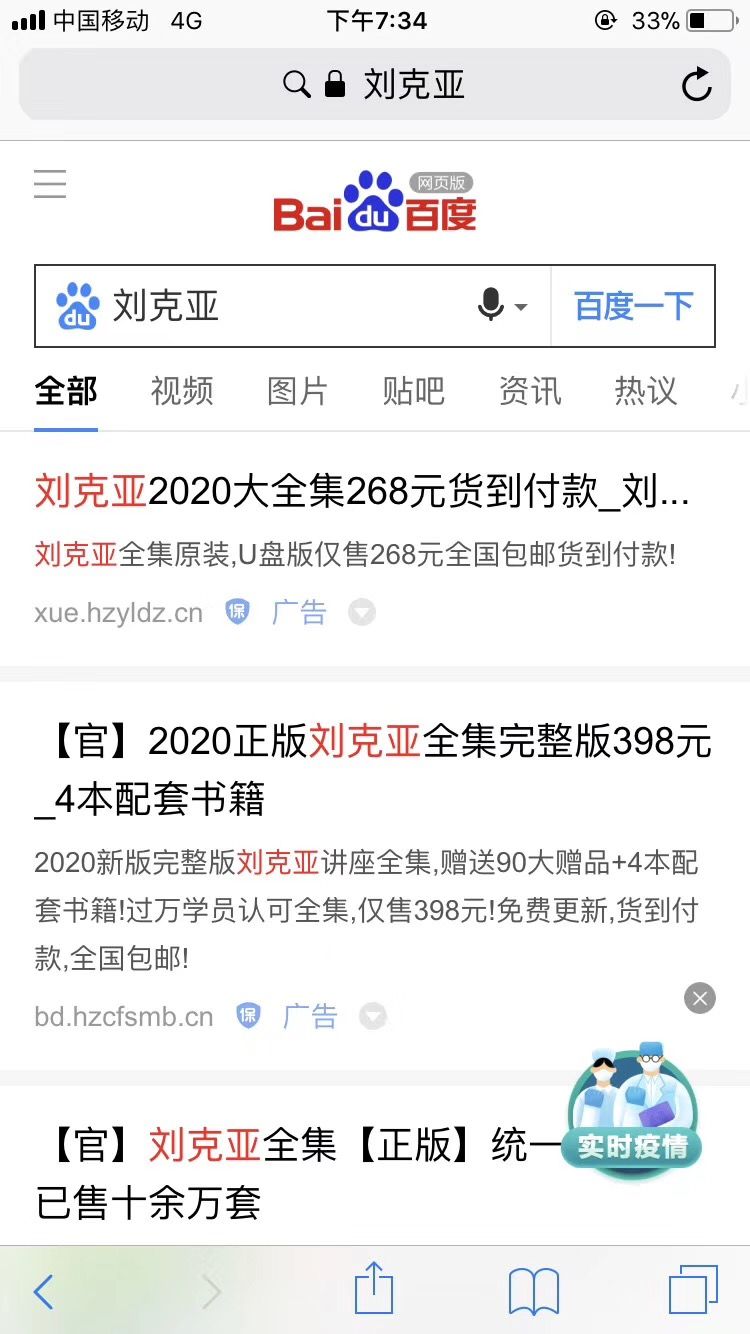 中国移动 4G 下午7:34 33%
刘克亚
Bai du 百度 网页版
du 刘克亚 百度一下
全部 视频 图片 贴吧 资讯 热议
刘克亚2020大全集268元货到付款_刘...
刘克亚全集原装,U盘版仅售268元全国包邮货到付款!
xue.hzyldz.cn 保 广告
【官】2020正版刘克亚全集完整版398元
_4本配套书籍
2020新版完整版刘克亚讲座全集,赠送90大赠品+4本配
套书籍!过万学员认可全集,仅售398元!免费更新,货到付
款,全国包邮!
bd.hzcfsmb.cn 保 广告
【官】刘克亚全集【正版】统一
实时疫情
已售十余万套